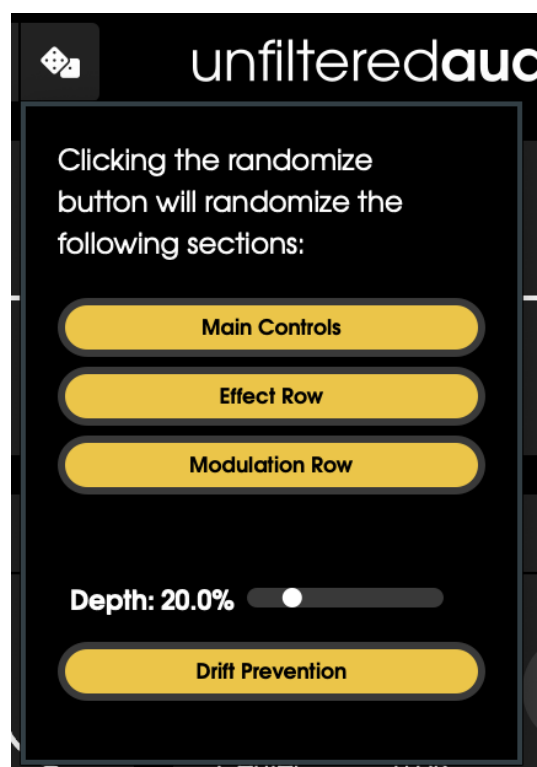 unfilteredauc
Clicking the randomize
button will randomize the
following sections:
Main Controls
Effect Row
Modulation Row
Depth: 20.0%
Drift Prevention